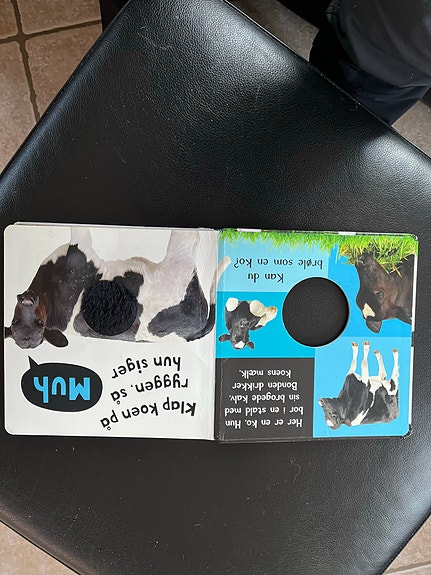 Her er en ko. Hun
bor i en stald med
sin brogede kalv.
Bonden drikker
koens mælk.
Kan du
brøle som en ko?
Klap koen på
ryggen, så
hun siger
Muh